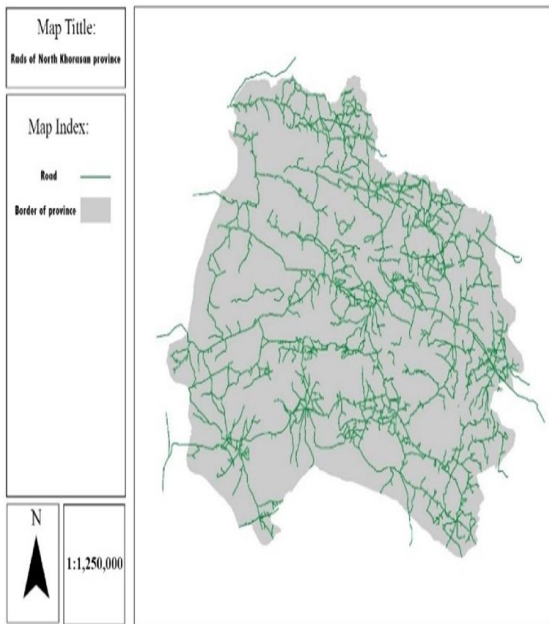 Map Tittle:
Rads of North Khorasan province
Map Index:
Road
Border of province
N
1:1,250,000